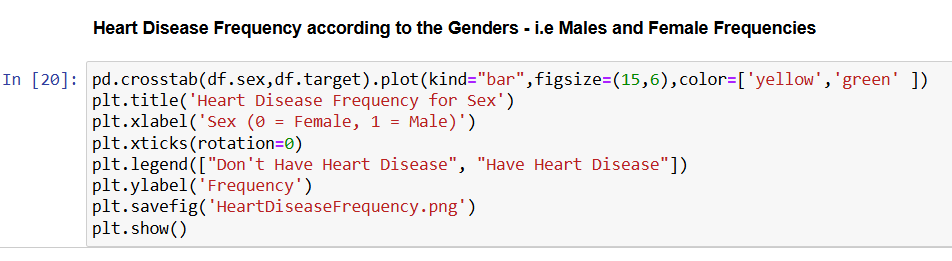 Heart Disease Frequency according to the Genders - i.e Males and Female Frequencies
In [20]: pd.crosstab(df.sex,df.target).plot(kind="bar",figsize=(15,6),color=['yellow','green' ])
plt.title('Heart Disease Frequency for Sex')
plt.xlabel('Sex (0 = Female, 1 = Male)')
plt.xticks(rotation=0)
plt.legend(["Don't Have Heart Disease", "Have Heart Disease"])
plt.ylabel('Frequency')
plt.savefig('HeartDiseaseFrequency.png')
plt.show()